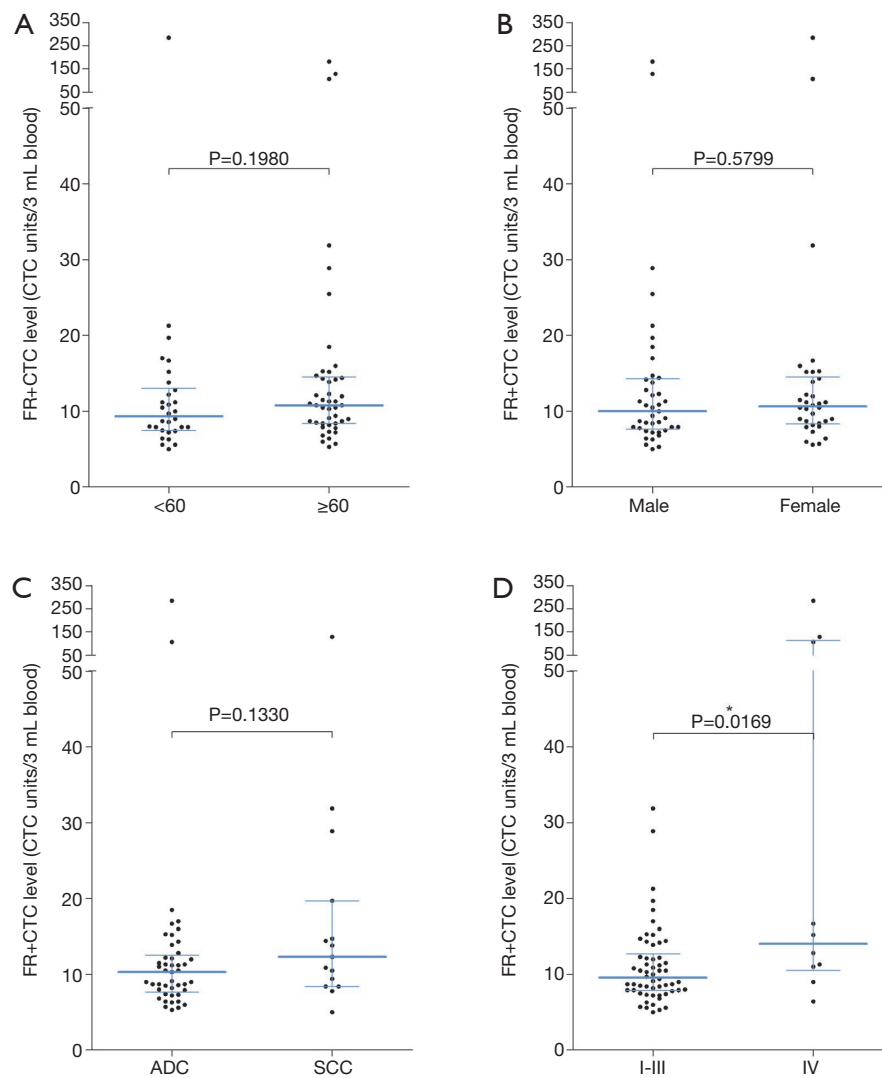 A
FR+CTC level (CTC units/3 mL blood)
350
250
150
50
50
40
30
20
10
0
P=0.1980
<60
≥60
B
FR+CTC level (CTC units/3 mL blood)
350
250
150
50
50
40
30
20
10
0
P=0.5799
Male
Female
C
FR+CTC level (CTC units/3 mL blood)
350
250
150
50
50
40
30
20
10
0
P=0.1330
ADC
SCC
D
FR+CTC level (CTC units/3 mL blood)
350
250
150
50
50
40
30
20
10
0
*
P=0.0169
I-III
IV